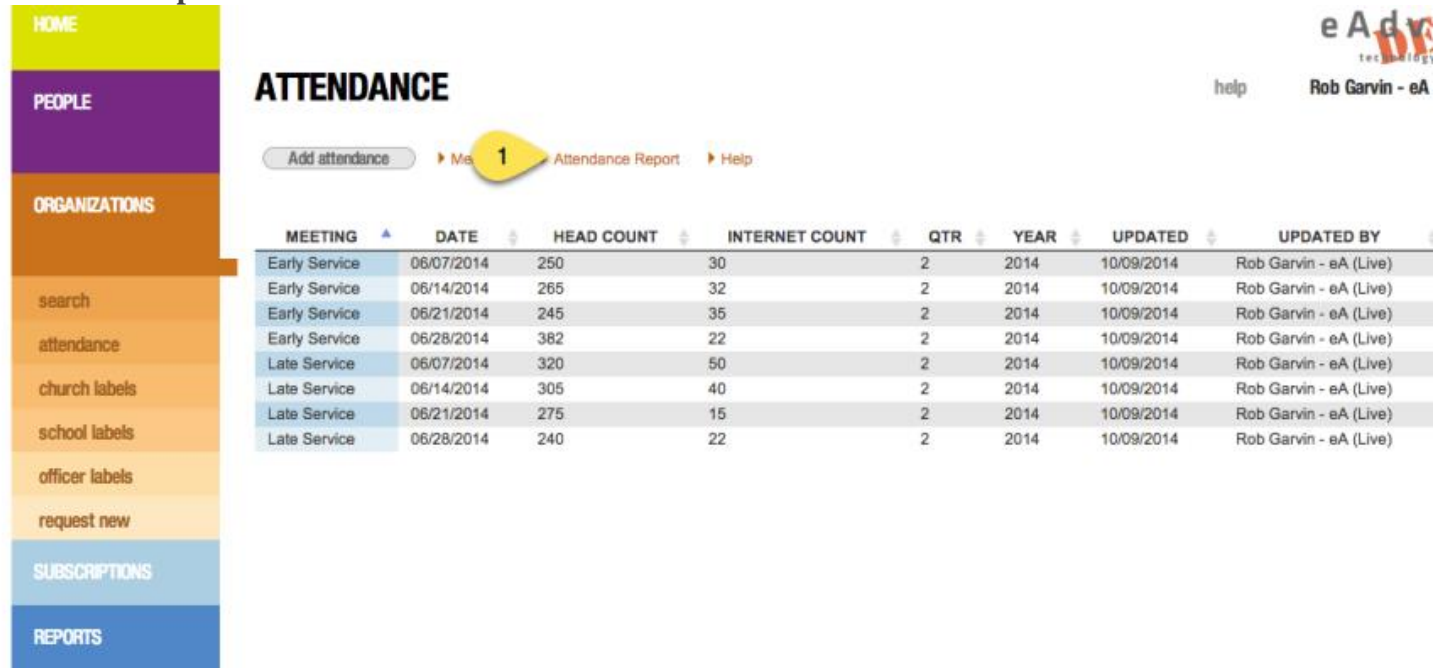 HOME
e Adv
technology
PEOPLE
ATTENDANCE
help Rob Garvin - eA
Add attendance Me 1 Attendance Report Help
ORGANIZATIONS
MEETING DATE HEAD COUNT INTERNET COUNT QTR YEAR UPDATED UPDATED BY
Early Service 06/07/2014 250 30 2 2014 10/09/2014 Rob Garvin - eA (Live)
Early Service 06/14/2014 265 32 2 2014 10/09/2014 Rob Garvin - eA (Live)
Early Service 06/21/2014 245 35 2 2014 10/09/2014 Rob Garvin - eA (Live)
Early Service 06/28/2014 382 22 2 2014 10/09/2014 Rob Garvin - eA (Live)
Late Service 06/07/2014 320 50 2 2014 10/09/2014 Rob Garvin - eA (Live)
Late Service 06/14/2014 305 40 2 2014 10/09/2014 Rob Garvin - eA (Live)
Late Service 06/21/2014 275 15 2 2014 10/09/2014 Rob Garvin - eA (Live)
Late Service 06/28/2014 240 22 2 2014 10/09/2014 Rob Garvin - eA (Live)
search
attendance
church labels
school labels
officer labels
request new
SUBSCRIPTIONS
REPORTS